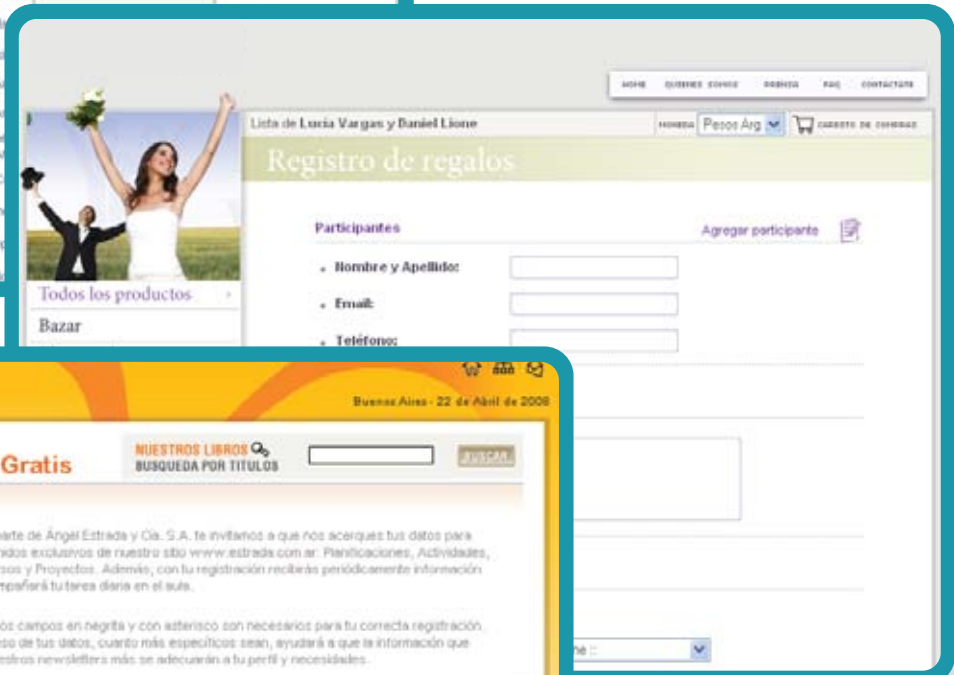 HOME QUIENES SOMOS PRENSA FAQ CONTACTATE
Lista de Lucía Vargas y Daniel Lione
MONEDA Pesos Arg CARRITO DE COMPRAS
Registro de regalos
Participantes
Agregar participante
Nombre y Apellido:
Email:
Teléfono:
Todos los productos
Bazar
Buenos Aires - 22 de Abril de 2008
Gratis
NUESTROS LIBROS
BUSQUEDA POR TITULOS
BUSCAR
parte de Ángel Estrada y Cía. S.A. te invitamos a que nos acerques tus datos para
nidos exclusivos de nuestro sitio www.estrada.com.ar: Planificaciones, Actividades,
sos y Proyectos. Además, con tu registración recibirás periódicamente información
mpañará tu tarea diaria en el aula.
os campos en negrita y con asterisco son necesarios para tu correcta registración.
eso de tus datos, cuanto más específicos sean, ayudará a que la información que
estros newsletters más se adecuarán a tu perfil y necesidades.
ne ::